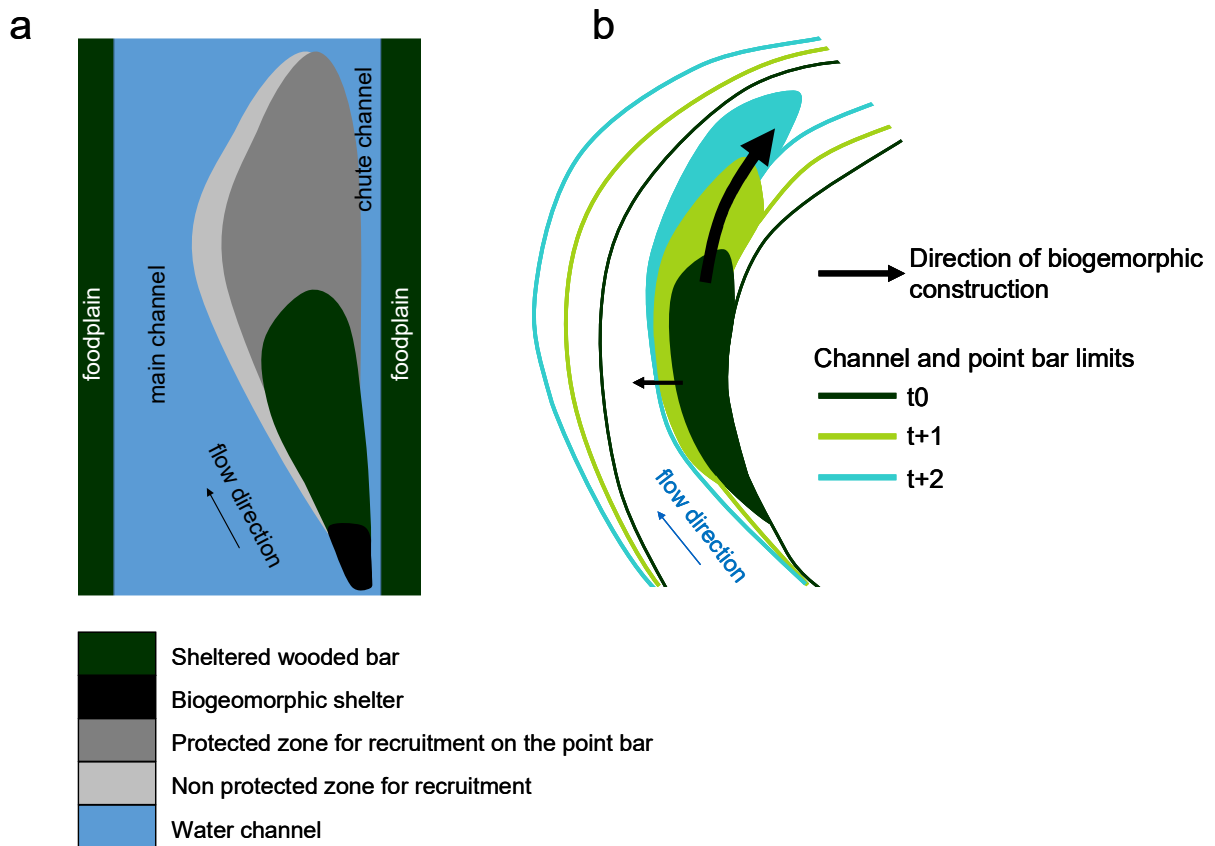 a
foodplain
main channel
chute channel
foodplain
flow direction
Sheltered wooded bar
Biogeomorphic shelter
Protected zone for recruitment on the point bar
Non protected zone for recruitment
Water channel
b
flow direction
Direction of biogemorphic
construction
Channel and point bar limits
t0
t+1
t+2